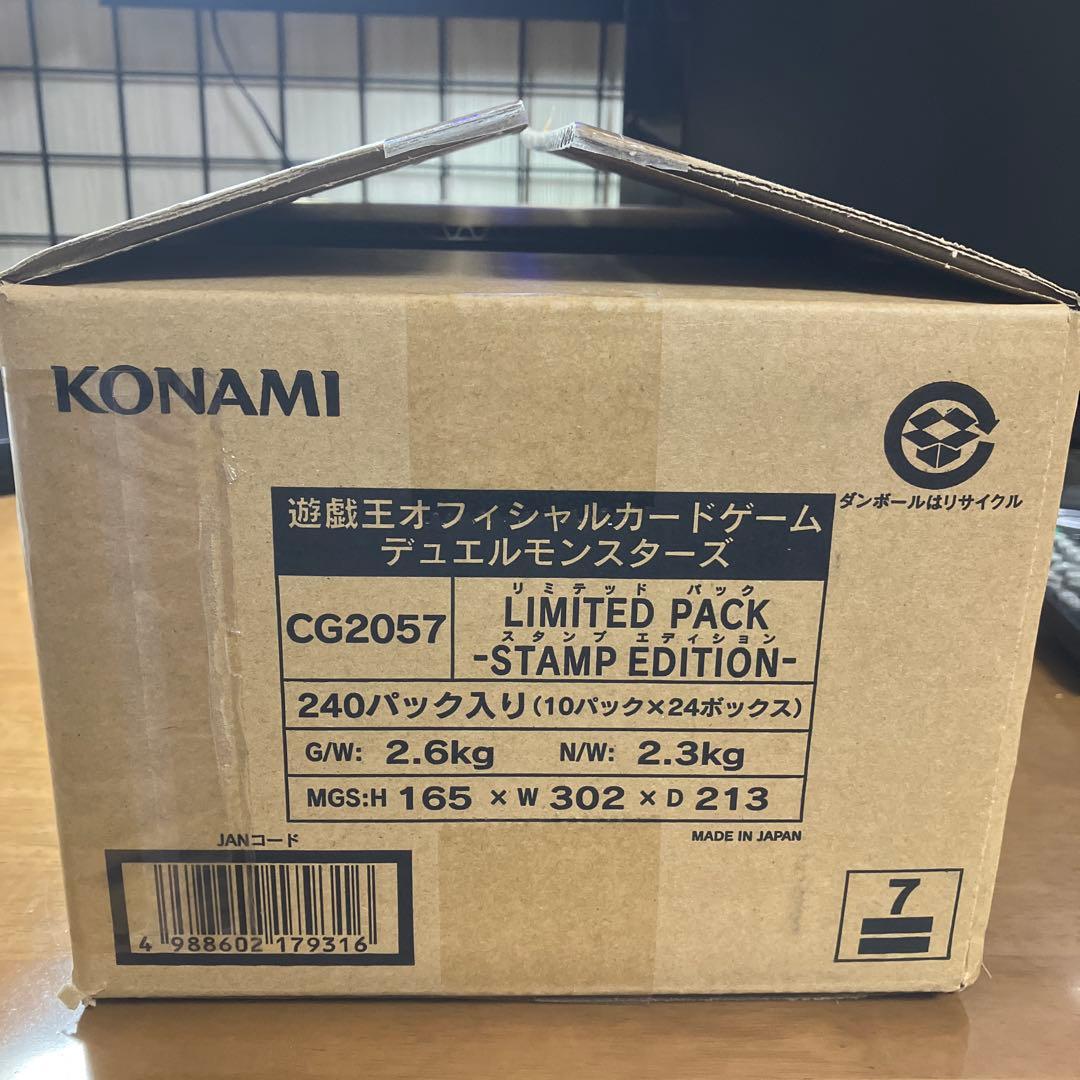 KONAMI
ダンボールはリサイクル
遊戯王オフィシャルカードゲーム
デュエルモンスターズ
CG2057
リミテッド パック
LIMITED PACK
スタンプ エディション
-STAMP EDITION-
240パック入り(10パック×24ボックス)
G/W: 2.6kg N/W: 2.3kg
MGS:H 165 × W 302 × D 213
MADE IN JAPAN
JANコード
4 988602 179316
7